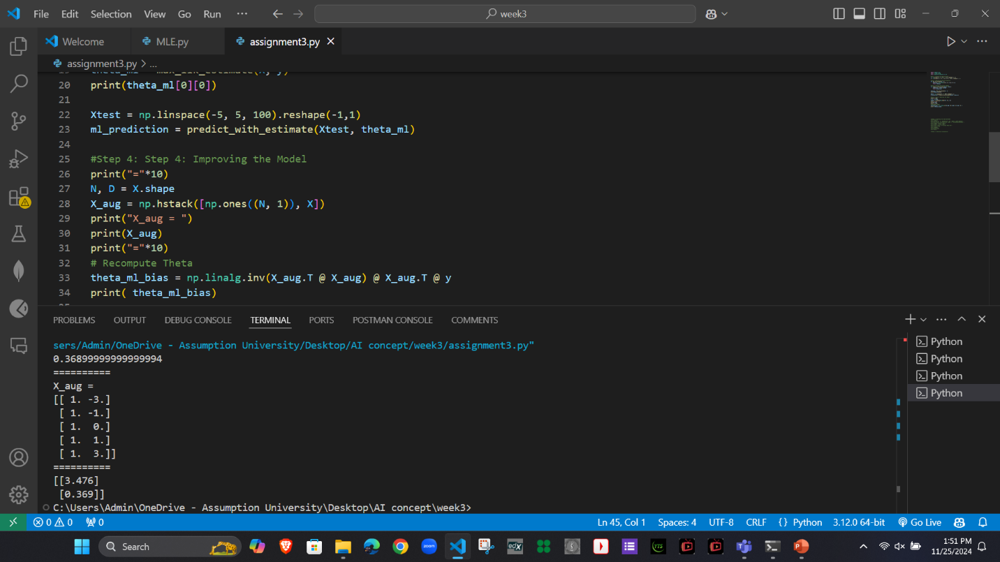 File Edit Selection View Go Run ··· week3
Welcome MLE.py assignment3.py
assignment3.py > ...
19 theta_ml = max_lik_estimate(X, y)
20 print(theta_ml[0][0])
21
22 Xtest = np.linspace(-5, 5, 100).reshape(-1,1)
23 ml_prediction = predict_with_estimate(Xtest, theta_ml)
24
25 #Step 4: Step 4: Improving the Model
26 print("="*10)
27 N, D = X.shape
28 X_aug = np.hstack([np.ones((N, 1)), X])
29 print("X_aug = ")
30 print(X_aug)
31 print("="*10)
32 # Recompute Theta
33 theta_ml_bias = np.linalg.inv(X_aug.T @ X_aug) @ X_aug.T @ y
34 print( theta_ml_bias)
PROBLEMS OUTPUT DEBUG CONSOLE TERMINAL PORTS POSTMAN CONSOLE COMMENTS
sers/Admin/OneDrive - Assumption University/Desktop/AI concept/week3/assignment3.py"
0.36899999999999994
==========
X_aug =
[[ 1. -3.]
[ 1. -1.]
[ 1. 0.]
[ 1. 1.]
[ 1. 3.]]
==========
[[3.476]
[0.369]]
C:\Users\Admin\OneDrive - Assumption University\Desktop\AI concept\week3>
Python
Python
Python
Python
0 0 0 Ln 45, Col 1 Spaces: 4 UTF-8 CRLF {} Python 3.12.0 64-bit Go Live
Search zoom edX YTS 1:51 PM
11/25/2024